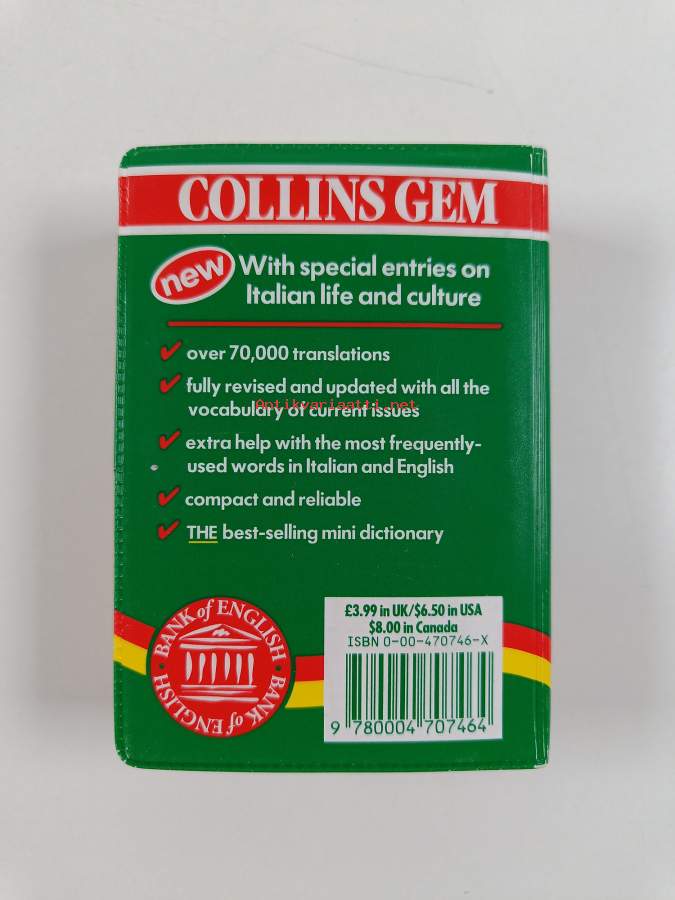 COLLINS GEM
new With special entries on
Italian life and culture
over 70,000 translations
fully revised and updated with all the
vocabulary of current issues
Antikvariaatti.net
extra help with the most frequently-
used words in Italian and English
compact and reliable
THE best-selling mini dictionary
BANK of ENGLISH · BANK of ENGLISH ·
£3.99 in UK/$6.50 in USA
$8.00 in Canada
ISBN 0-00-470746-X
9 780004 707464